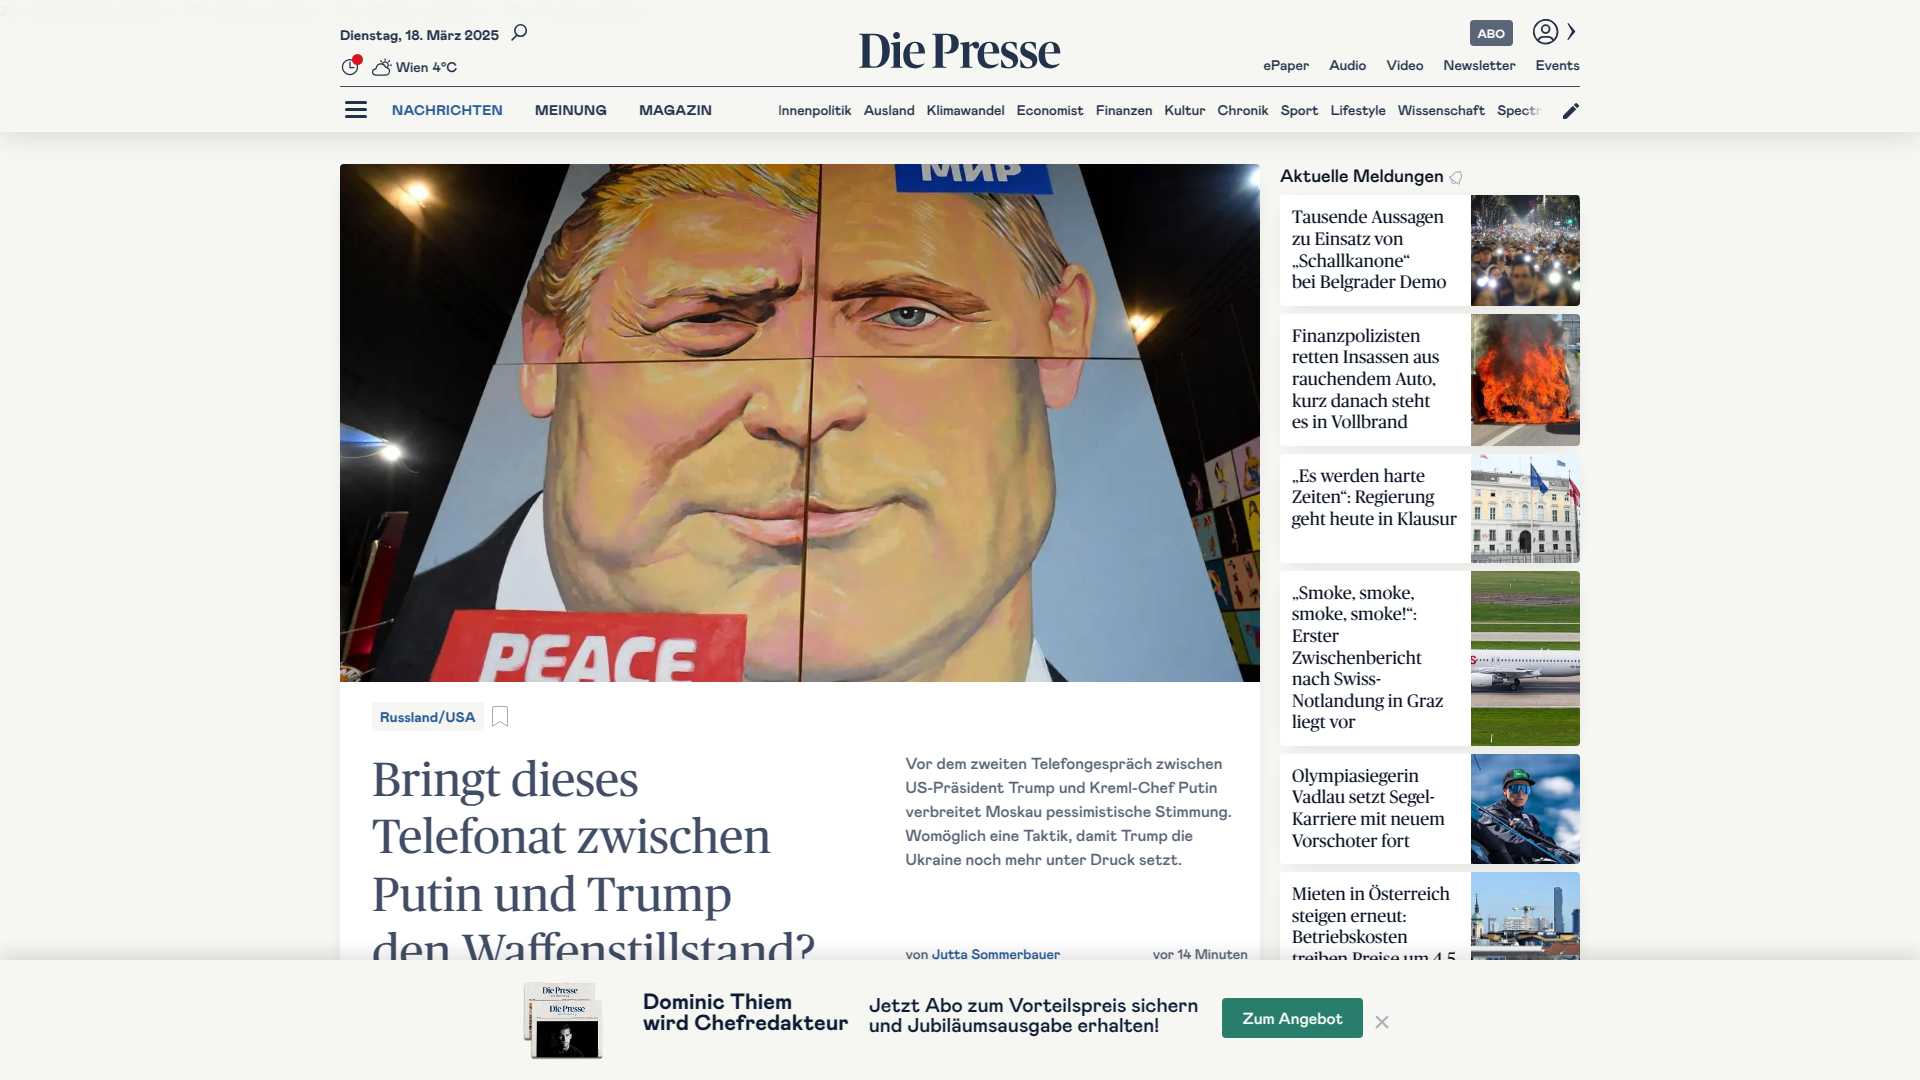 Dienstag, 18. März 2025
Wien 4°C
Die Presse
ABO
ePaper Audio Video Newsletter Events
NACHRICHTEN MEINUNG MAGAZIN
Innenpolitik Ausland Klimawandel Economist Finanzen Kultur Chronik Sport Lifestyle Wissenschaft Spectr
МИР
PEACE
Russland/USA
Bringt dieses
Telefonat zwischen
Putin und Trump
den Waffenstillstand?
Vor dem zweiten Telefongespräch zwischen
US-Präsident Trump und Kreml-Chef Putin
verbreitet Moskau pessimistische Stimmung.
Womöglich eine Taktik, damit Trump die
Ukraine noch mehr unter Druck setzt.
von Jutta Sommerbauer vor 14 Minuten
Aktuelle Meldungen
Tausende Aussagen
zu Einsatz von
„Schallkanone“
bei Belgrader Demo
Finanzpolizisten
retten Insassen aus
rauchendem Auto,
kurz danach steht
es in Vollbrand
„Es werden harte
Zeiten“: Regierung
geht heute in Klausur
„Smoke, smoke,
smoke, smoke!“:
Erster
Zwischenbericht
nach Swiss-
Notlandung in Graz
liegt vor
Olympiasiegerin
Vadlau setzt Segel-
Karriere mit neuem
Vorschoter fort
Mieten in Österreich
steigen erneut:
Betriebskosten
treiben Preise um 4,5
Die Presse
Die Presse
Dominic Thiem
wird Chefredakteur
Jetzt Abo zum Vorteilspreis sichern
und Jubiläumsausgabe erhalten!
Zum Angebot